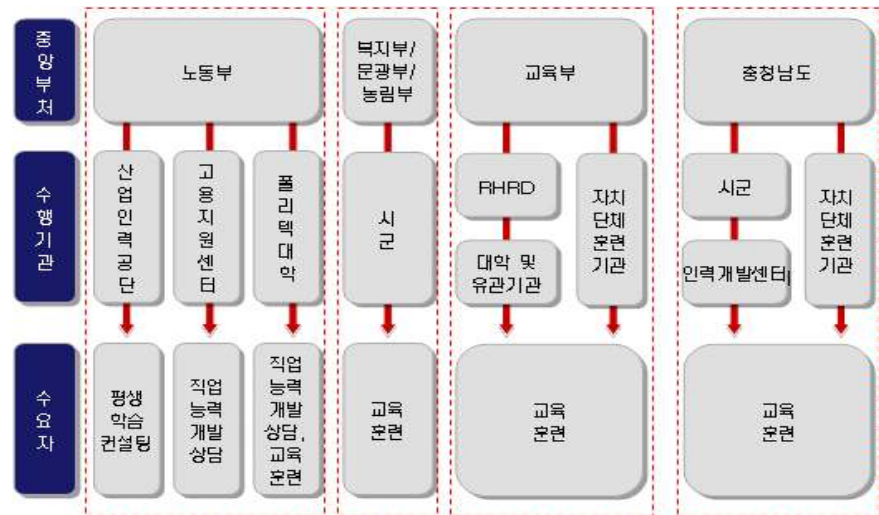 중
앙
부
처
노동부
복지부/
문광부/
농림부
교육부
충청남도
수
행
기
관
산
업
인
력
공
단
고
용
지
원
센
터
폴
리
텍
대
학
시
군
RHRD
대학 및
유관기관
자치
단체
훈련
기관
시군
인력개발센터
자치
단체
훈련
기관
수
요
자
평생
학습
컨설팅
직업
능력
개발
상담
직업
능력
개발
상담,
교육
훈련
교육
훈련
교육
훈련
교육
훈련